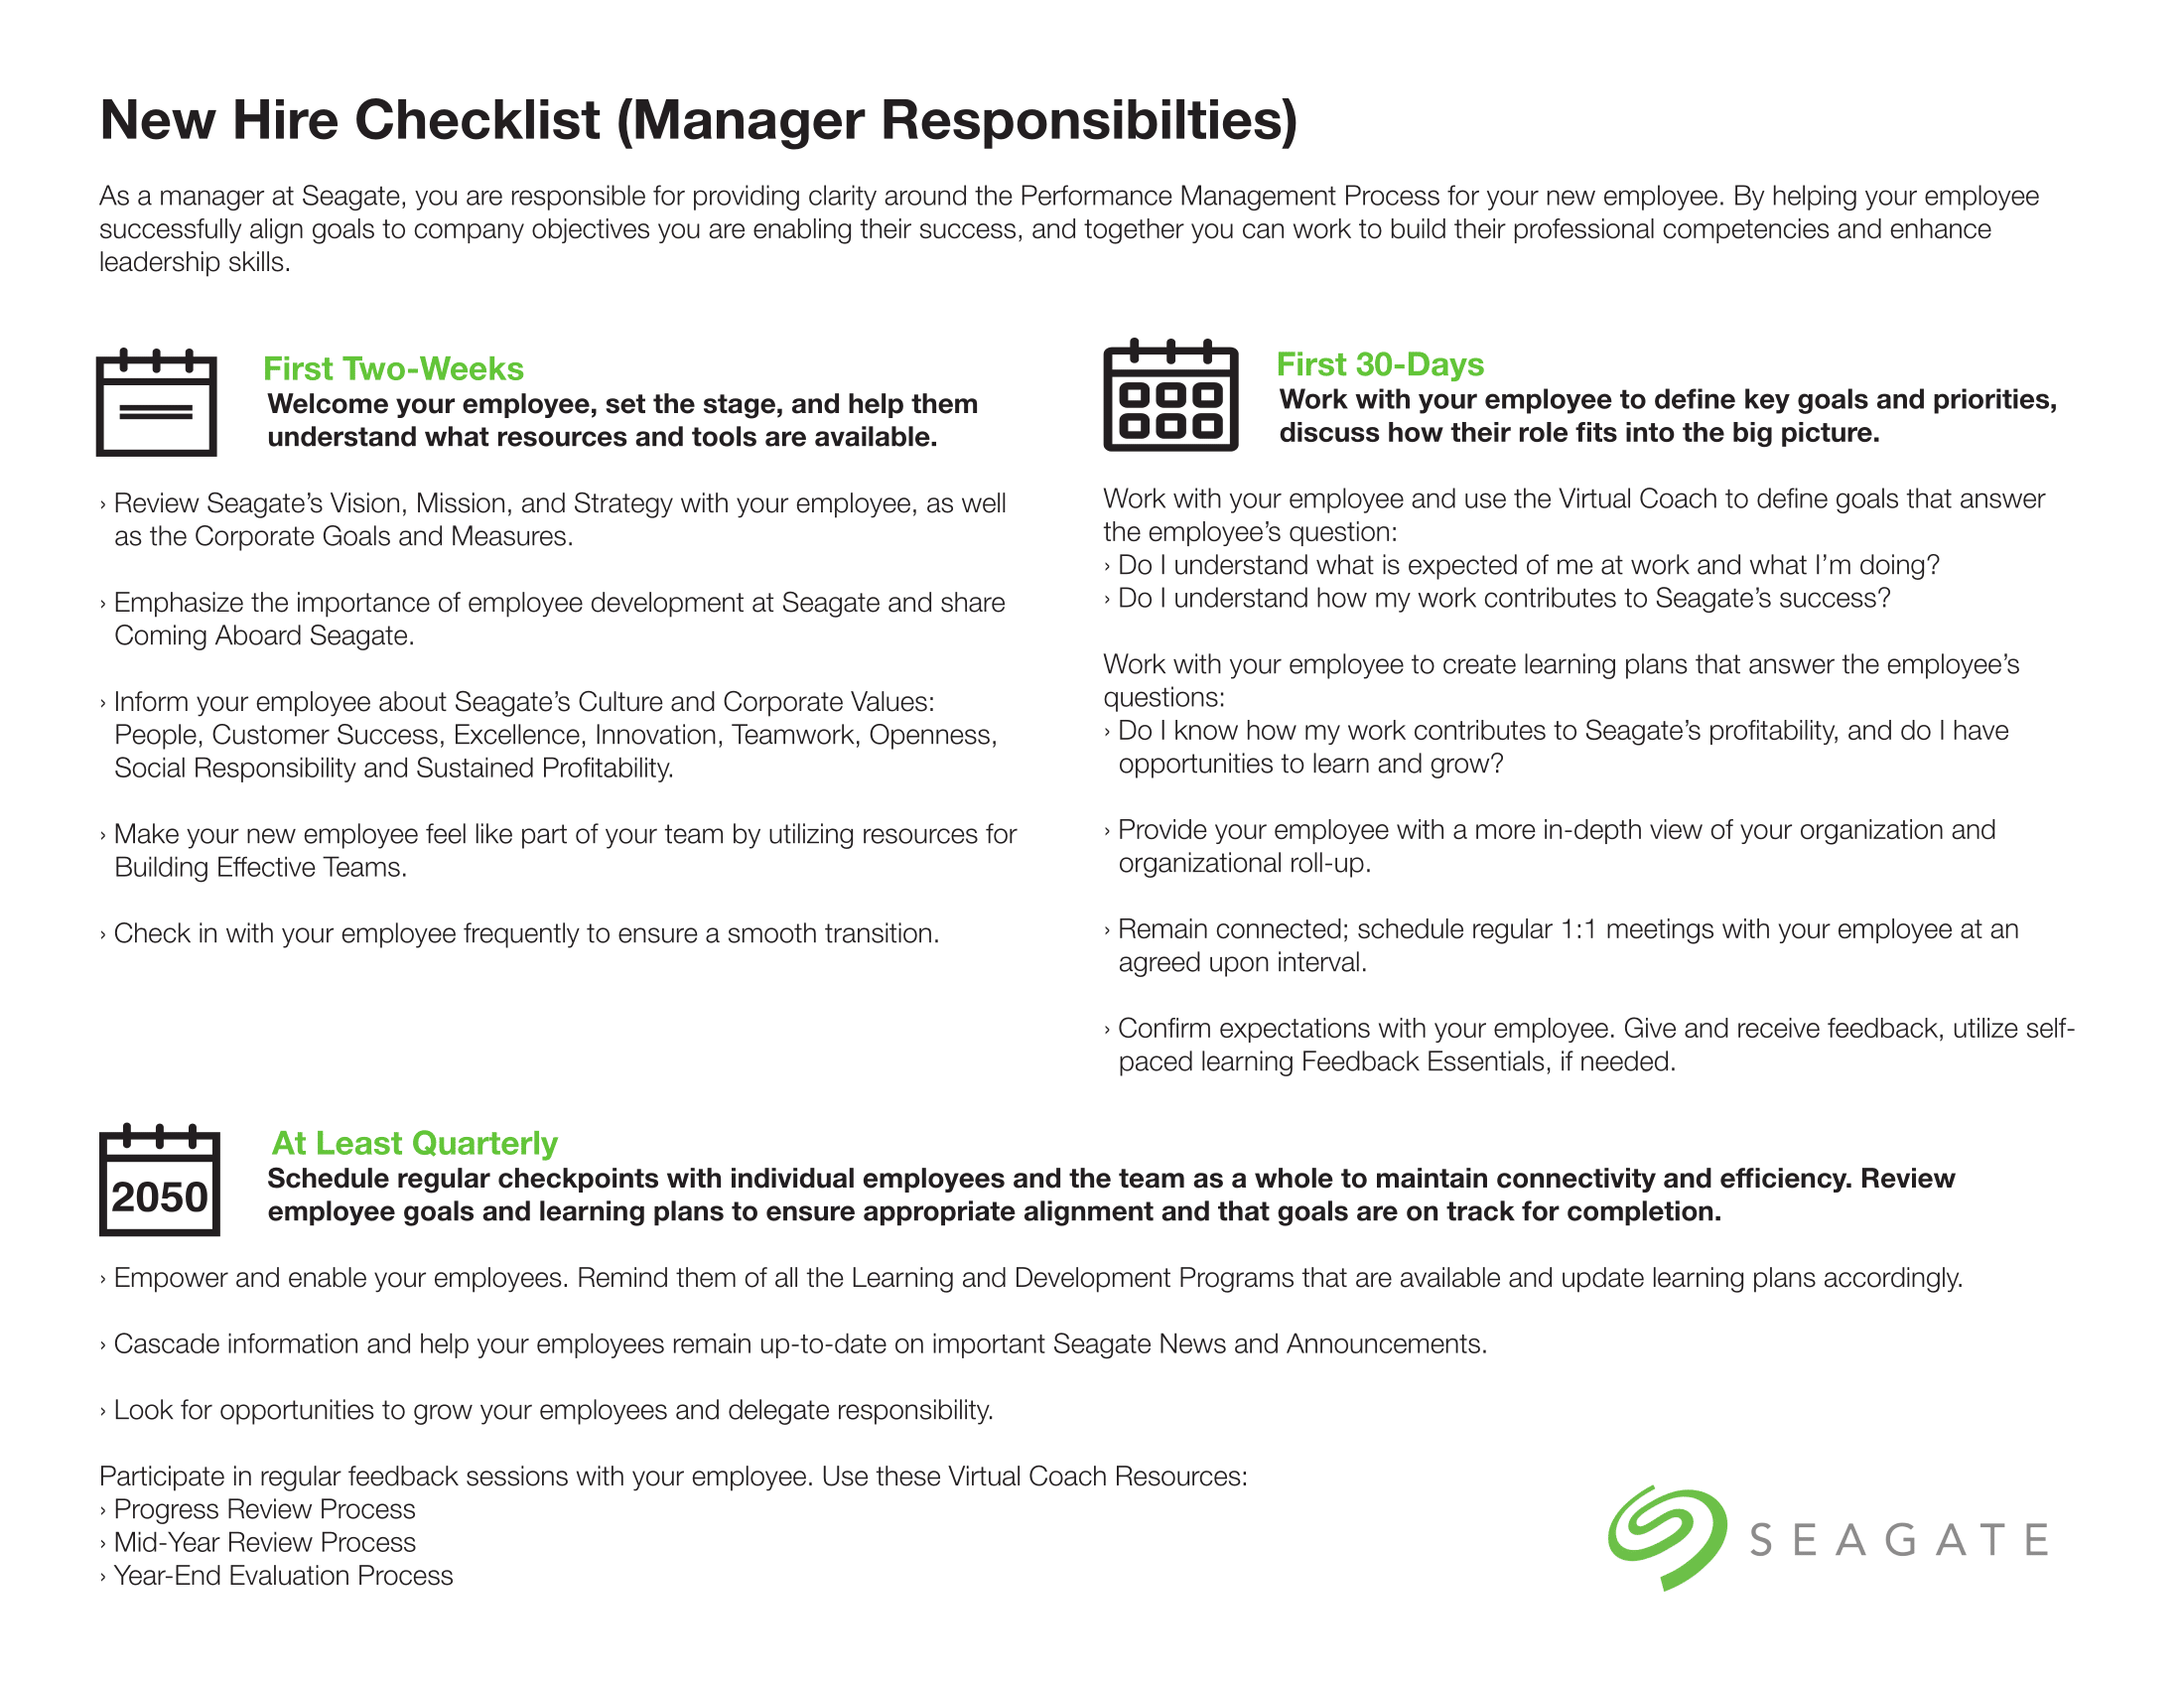 New Hire Checklist (Manager Responsibilties)
As a manager at Seagate, you are responsible for providing clarity around the Performance Management Process for your new employee. By helping your employee
successfully align goals to company objectives you are enabling their success, and together you can work to build their professional competencies and enhance
leadership skills.
First Two-Weeks
Welcome your employee, set the stage, and help them
understand what resources and tools are available.
› Review Seagate’s Vision, Mission, and Strategy with your employee, as well
as the Corporate Goals and Measures.
› Emphasize the importance of employee development at Seagate and share
Coming Aboard Seagate.
› Inform your employee about Seagate’s Culture and Corporate Values:
People, Customer Success, Excellence, Innovation, Teamwork, Openness,
Social Responsibility and Sustained Profitability.
› Make your new employee feel like part of your team by utilizing resources for
Building Effective Teams.
› Check in with your employee frequently to ensure a smooth transition.
First 30-Days
Work with your employee to define key goals and priorities,
discuss how their role fits into the big picture.
Work with your employee and use the Virtual Coach to define goals that answer
the employee’s question:
› Do I understand what is expected of me at work and what I’m doing?
› Do I understand how my work contributes to Seagate’s success?
Work with your employee to create learning plans that answer the employee’s
questions:
› Do I know how my work contributes to Seagate’s profitability, and do I have
opportunities to learn and grow?
› Provide your employee with a more in-depth view of your organization and
organizational roll-up.
› Remain connected; schedule regular 1:1 meetings with your employee at an
agreed upon interval.
› Confirm expectations with your employee. Give and receive feedback, utilize self-
paced learning Feedback Essentials, if needed.
2050
At Least Quarterly
Schedule regular checkpoints with individual employees and the team as a whole to maintain connectivity and efficiency. Review
employee goals and learning plans to ensure appropriate alignment and that goals are on track for completion.
› Empower and enable your employees. Remind them of all the Learning and Development Programs that are available and update learning plans accordingly.
› Cascade information and help your employees remain up-to-date on important Seagate News and Announcements.
› Look for opportunities to grow your employees and delegate responsibility.
Participate in regular feedback sessions with your employee. Use these Virtual Coach Resources:
› Progress Review Process
› Mid-Year Review Process
› Year-End Evaluation Process
SEAGATE